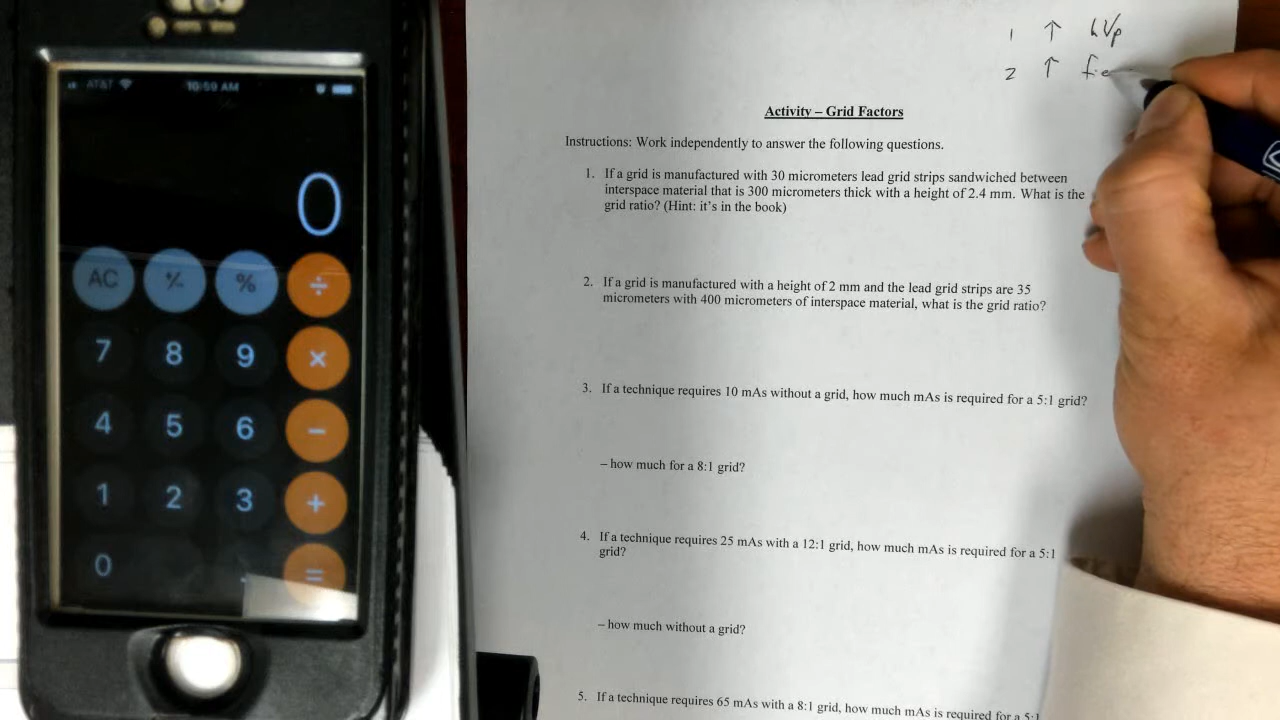 AT&T 10:59 AM
0
AC % ÷
7 8 9 ×
4 5 6 −
1 2 3 +
0 . =
1 ↑ kVp
2 ↑
Activity – Grid Factors
Instructions: Work independently to answer the following questions.
1. If a grid is manufactured with 30 micrometers lead grid strips sandwiched between
interspace material that is 300 micrometers thick with a height of 2.4 mm. What is the
grid ratio? (Hint: it's in the book)
2. If a grid is manufactured with a height of 2 mm and the lead grid strips are 35
micrometers with 400 micrometers of interspace material, what is the grid ratio?
3. If a technique requires 10 mAs without a grid, how much mAs is required for a 5:1 grid?
– how much for a 8:1 grid?
4. If a technique requires 25 mAs with a 12:1 grid, how much mAs is required for a 5:1
grid?
– how much without a grid?
5. If a technique requires 65 mAs with a 8:1 grid, how much mAs is required for a 5:1